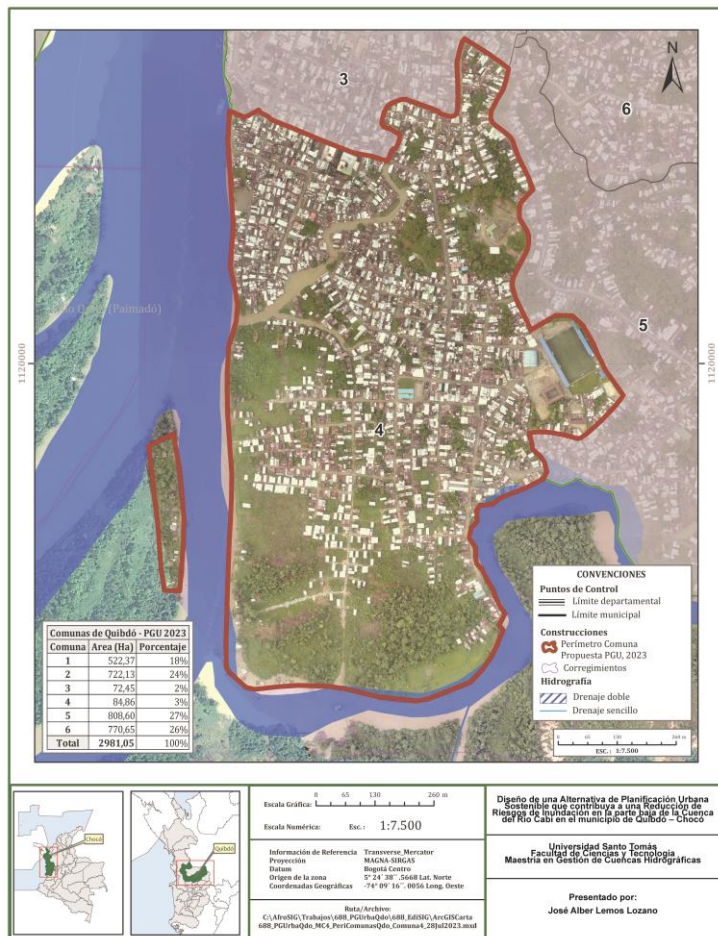 3
N
6
(Paimadó)
5
1120000
1120000
4
Comunas de Quibdó - PGU 2023
Comuna Area (Ha) Porcentaje
1 522,37 18%
2 722,13 24%
3 72,45 2%
4 84,86 3%
5 808,60 27%
6 770,65 26%
Total 2981,05 100%
CONVENCIONES
Puntos de Control
Límite departamental
Límite municipal
Construcciones
Perímetro Comuna
Propuesta PGU, 2023
Corregimientos
Hidrografía
Drenaje doble
Drenaje sencillo
0 65 130 260 m
ESC. : 1:7.500
Chocó
Quibdó
0 65 130 260 m
Escala Gráfica:
Escala Numérica: Esc. : 1:7.500
Información de Referencia Transverse_Mercator
Proyección MAGNA-SIRGAS
Datum Bogotá Centro
Origen de la zona 5° 24´ 38¨ .5668 Lat. Norte
Coordenadas Geográficas -74° 09´ 16¨. 0056 Long. Oeste
Ruta/Archivo:
C:\AfroSIG\Trabajos\688_PGUrbaQdo\688_EdiSIG\ArcGISCarta
688_PGUrbaQdo_MC4_PeriComunasQdo_Comuna4_28Jul2023.mxd
Diseño de una Alternativa de Planificación Urbana
Sostenible que contribuya a una Reducción de
Riesgos de Inundación en la parte baja de la Cuenca
del Río Cabí en el municipio de Quibdó – Chocó
Universidad Santo Tomás
Facultad de Ciencias y Tecnología
Maestría en Gestión de Cuencas Hidrográficas
Presentado por:
José Alber Lemos Lozano